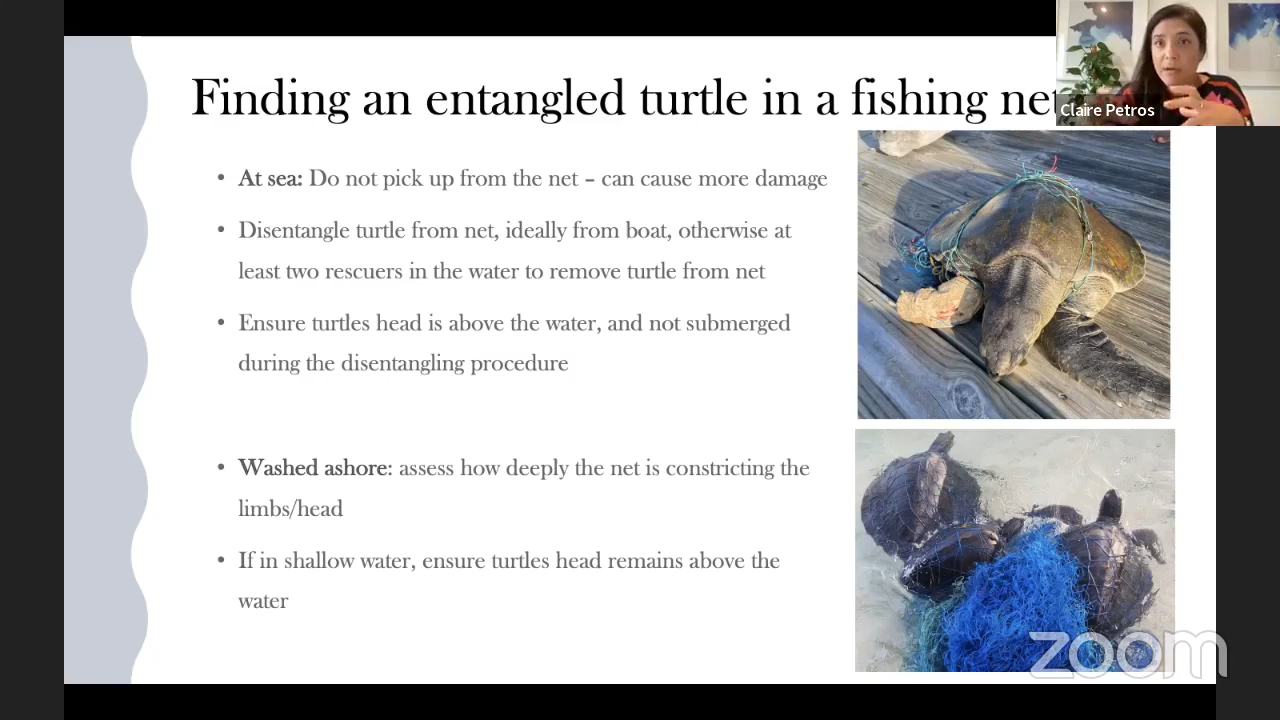 Finding an entangled turtle in a fishing net
Claire Petros
• At sea: Do not pick up from the net – can cause more damage
• Disentangle turtle from net, ideally from boat, otherwise at
least two rescuers in the water to remove turtle from net
• Ensure turtles head is above the water, and not submerged
during the disentangling procedure
• Washed ashore: assess how deeply the net is constricting the
limbs/head
• If in shallow water, ensure turtles head remains above the
water
zoom